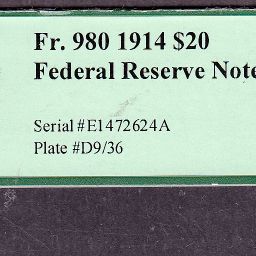 Fr. 980 1914 $20
Federal Reserve Note
Serial #E1472624A
Plate #D9/36